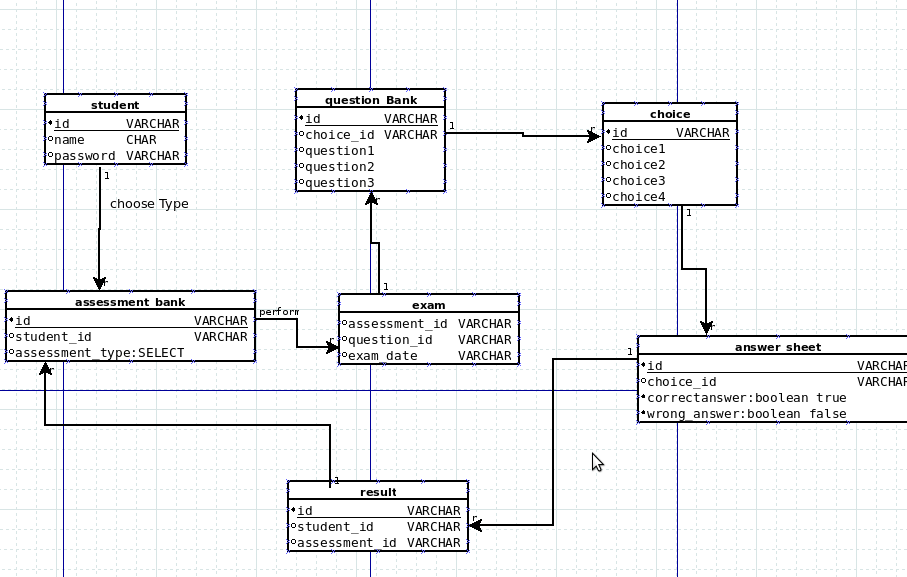 student
id VARCHAR
name CHAR
password VARCHAR
1
choose Type
r
question Bank
id VARCHAR
choice_id VARCHAR
question1
question2
question3
1
r
r
choice
id VARCHAR
choice1
choice2
choice3
choice4
1
r
assessment bank
id VARCHAR
student_id VARCHAR
assessment_type:SELECT
perform
r
r
1
exam
assessment_id VARCHAR
question_id VARCHAR
exam_date VARCHAR
1
answer sheet
id VARCHAR
choice_id VARCHAR
correctanswer:boolean true
wrong_answer:boolean false
1
result
id VARCHAR
student_id VARCHAR
assessment_id VARCHAR
r